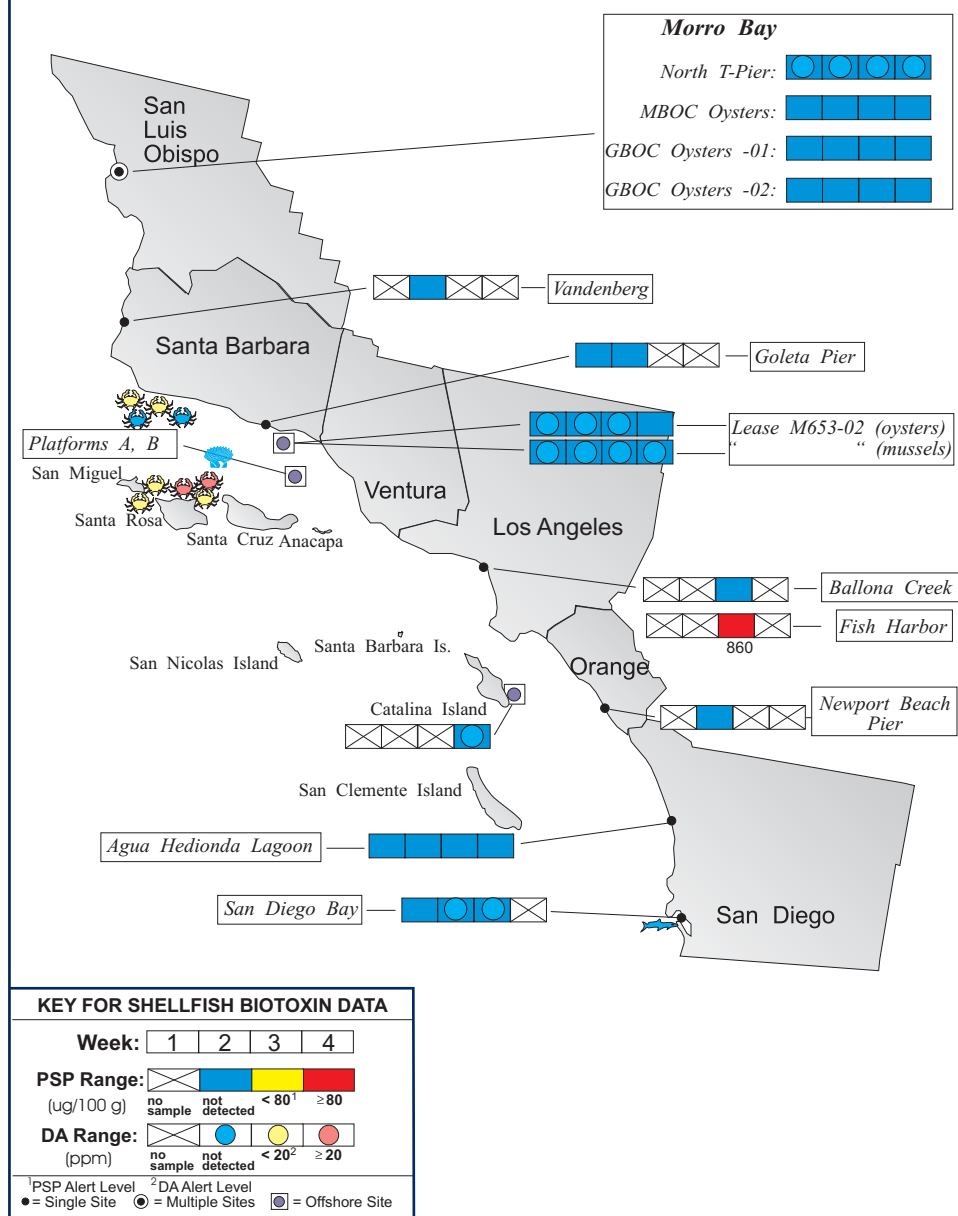 Morro Bay
North T-Pier:
MBOC Oysters:
GBOC Oysters -01:
GBOC Oysters -02:
San
Luis
Obispo
Vandenberg
Santa Barbara
Goleta Pier
Lease M653-02 (oysters)
“ “ (mussels)
Platforms A, B
San Miguel
Ventura
Santa Rosa
Santa Cruz
Anacapa
Los Angeles
Ballona Creek
Fish Harbor
860
Santa Barbara Is.
San Nicolas Island
Orange
Catalina Island
Newport Beach
Pier
San Clemente Island
Agua Hedionda Lagoon
San Diego Bay
San Diego
KEY FOR SHELLFISH BIOTOXIN DATA
Week: 1 2 3 4
PSP Range:
(ug/100 g)
no sample
not detected
< 80¹
≥80
DA Range:
(ppm)
no sample
not detected
< 20²
≥20
¹PSP Alert Level ²DA Alert Level
= Single Site = Multiple Sites = Offshore Site